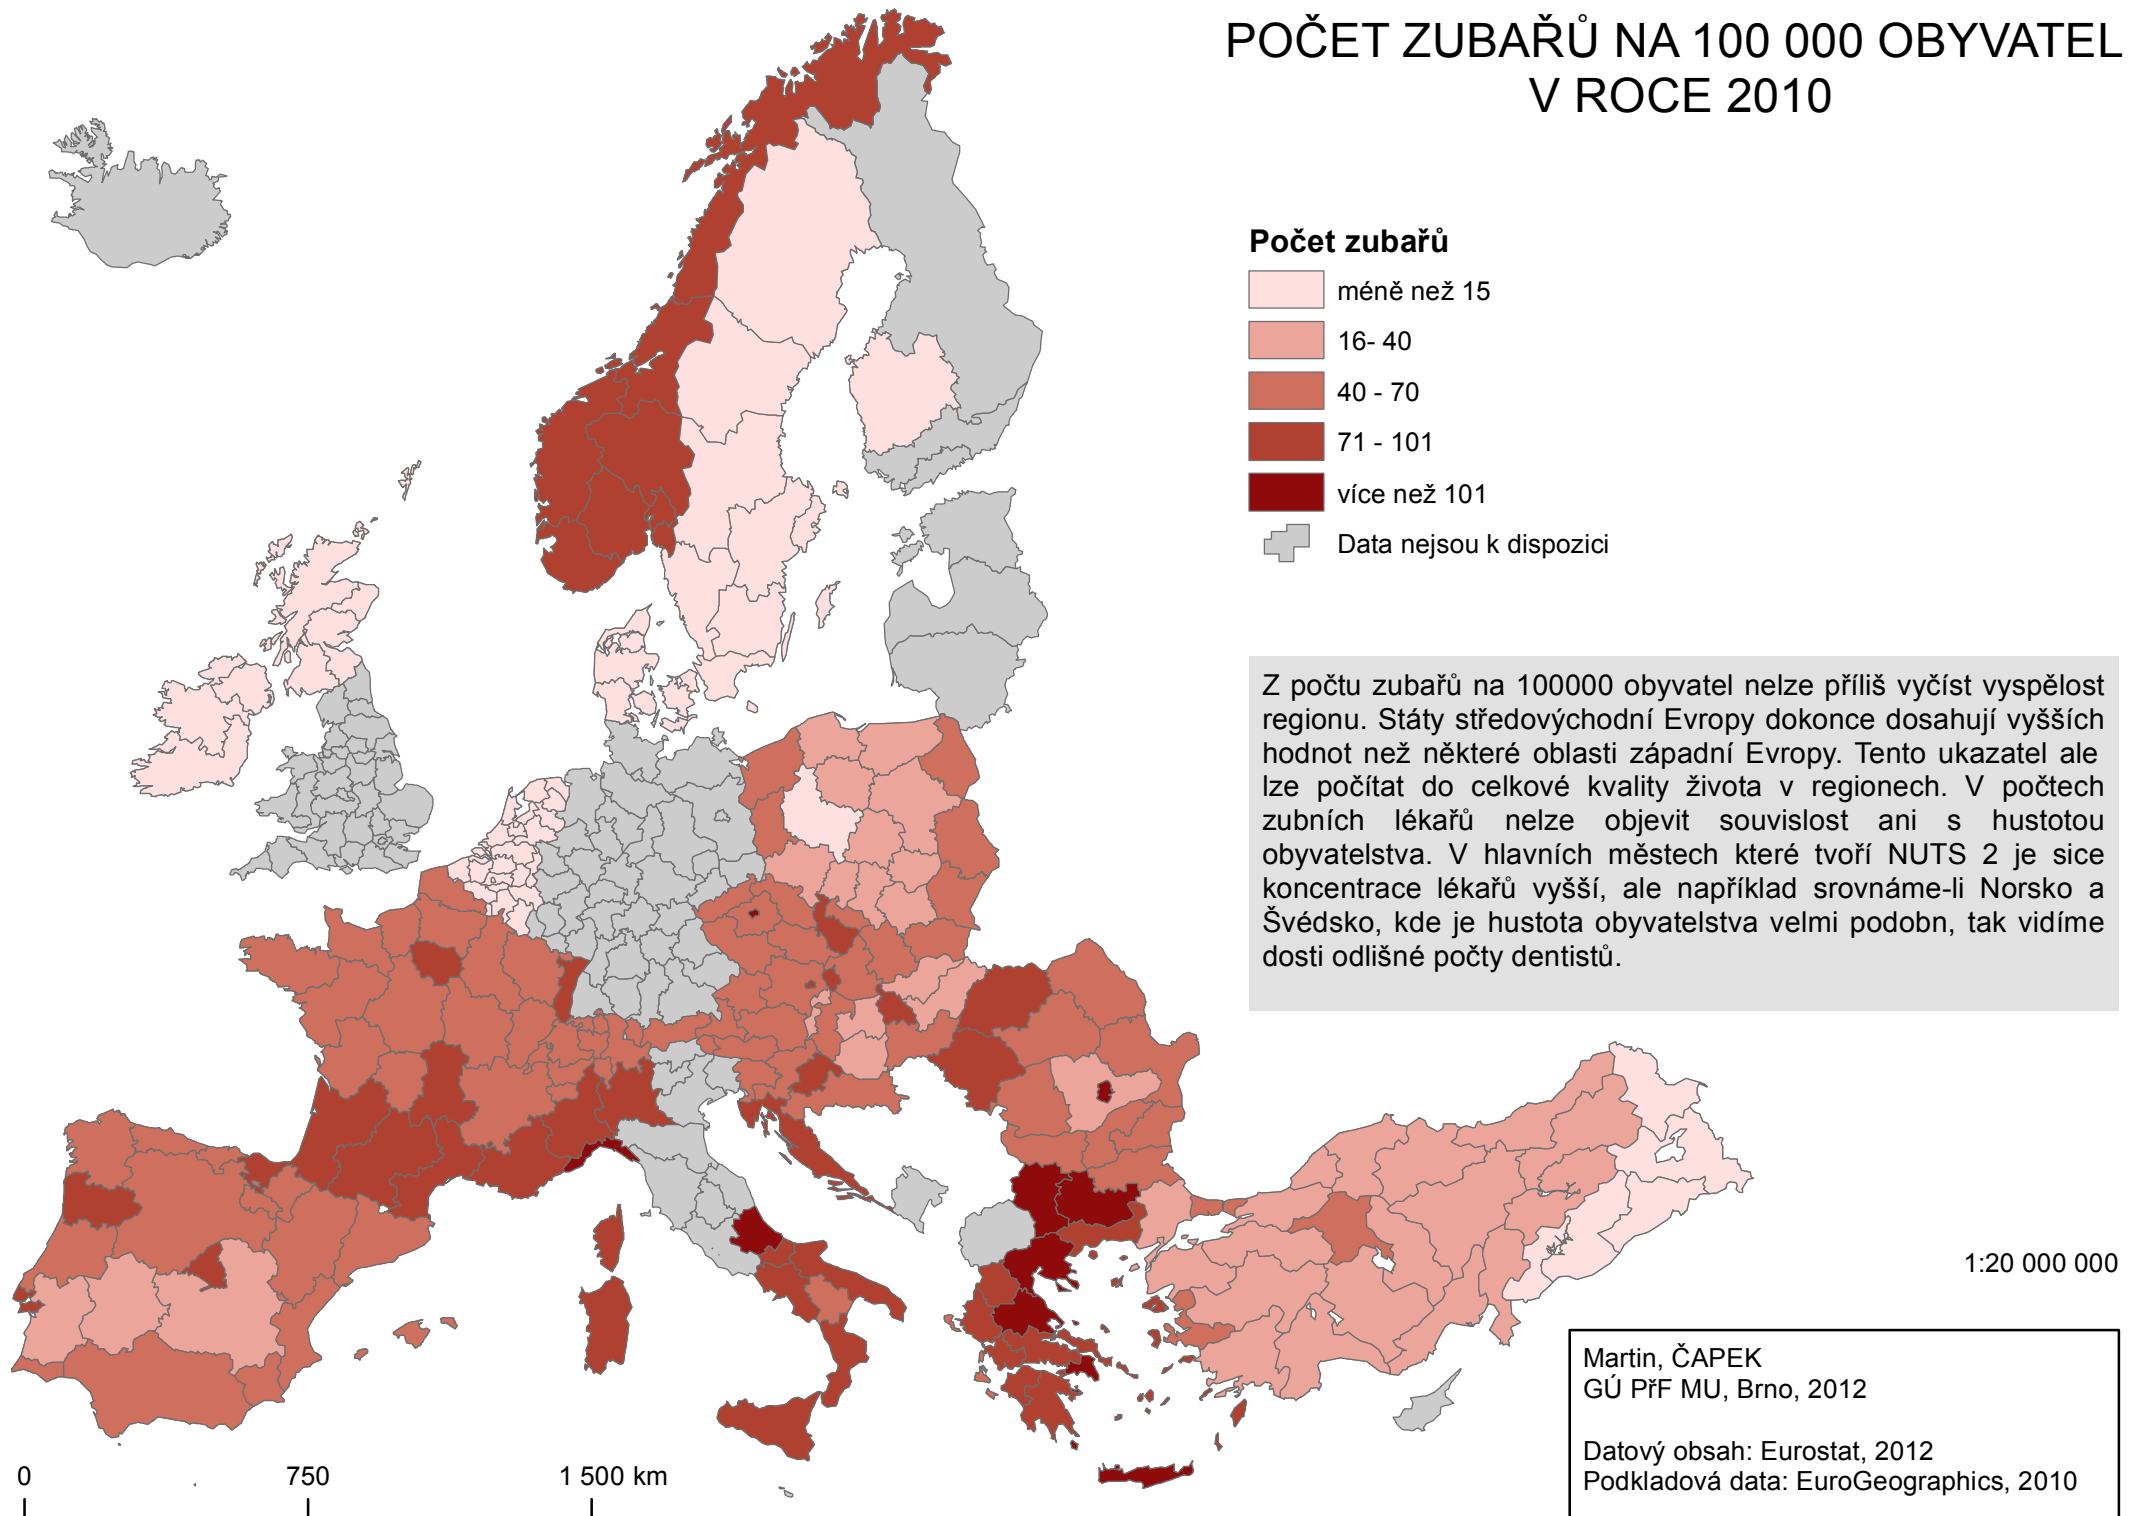 POČET ZUBAŘŮ NA 100 000 OBYVATEL
V ROCE 2010
Počet zubařů
méně než 15
16- 40
40 - 70
71 - 101
více než 101
Data nejsou k dispozici
Z počtu zubařů na 100000 obyvatel nelze příliš vyčíst vyspělost
regionu. Státy středovýchodní Evropy dokonce dosahují vyšších
hodnot než některé oblasti západní Evropy. Tento ukazatel ale
lze počítat do celkové kvality života v regionech. V počtech
zubních lékařů nelze objevit souvislost ani s hustotou
obyvatelstva. V hlavních městech které tvoří NUTS 2 je sice
koncentrace lékařů vyšší, ale například srovnáme-li Norsko a
Švédsko, kde je hustota obyvatelstva velmi podobn, tak vidíme
dosti odlišné počty dentistů.
1:20 000 000
Martin, ČAPEK
GÚ PřF MU, Brno, 2012
Datový obsah: Eurostat, 2012
Podkladová data: EuroGeographics, 2010
0 750 1 500 km